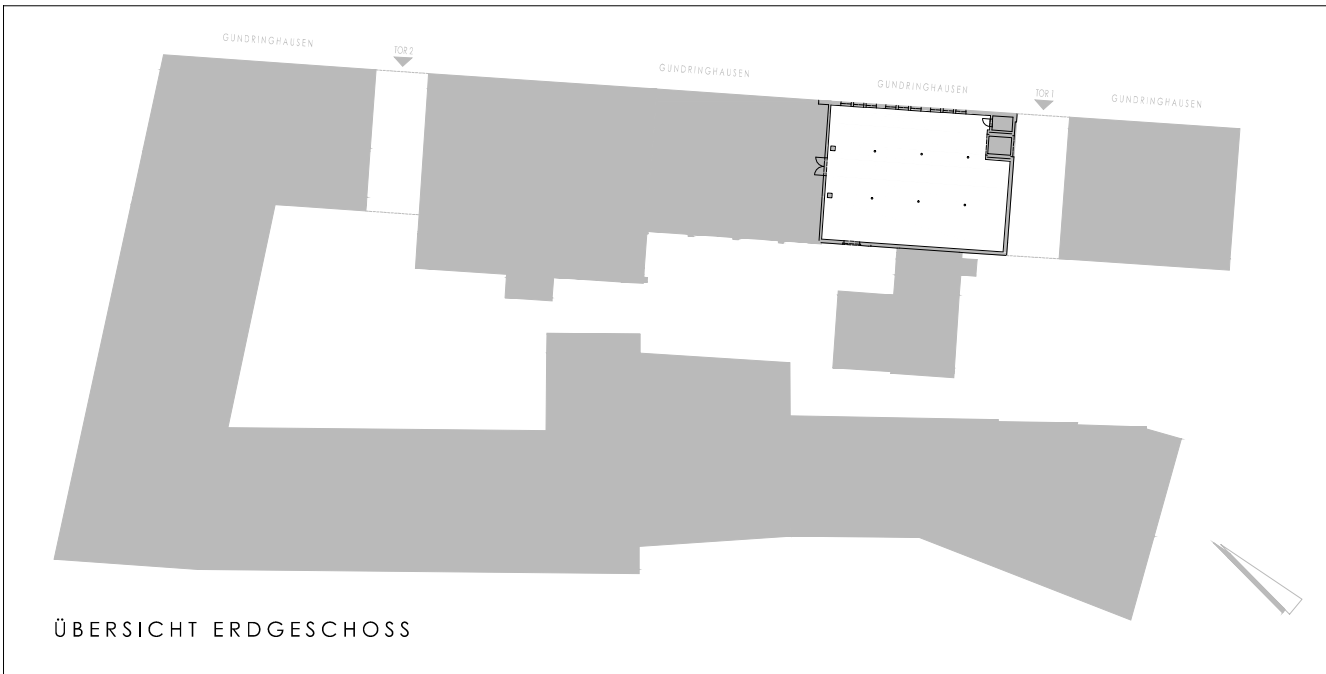 GUNDRINGHAUSEN
TOR 2
GUNDRINGHAUSEN
GUNDRINGHAUSEN
TOR 1
GUNDRINGHAUSEN
ÜBERSICHT ERDGESCHOSS